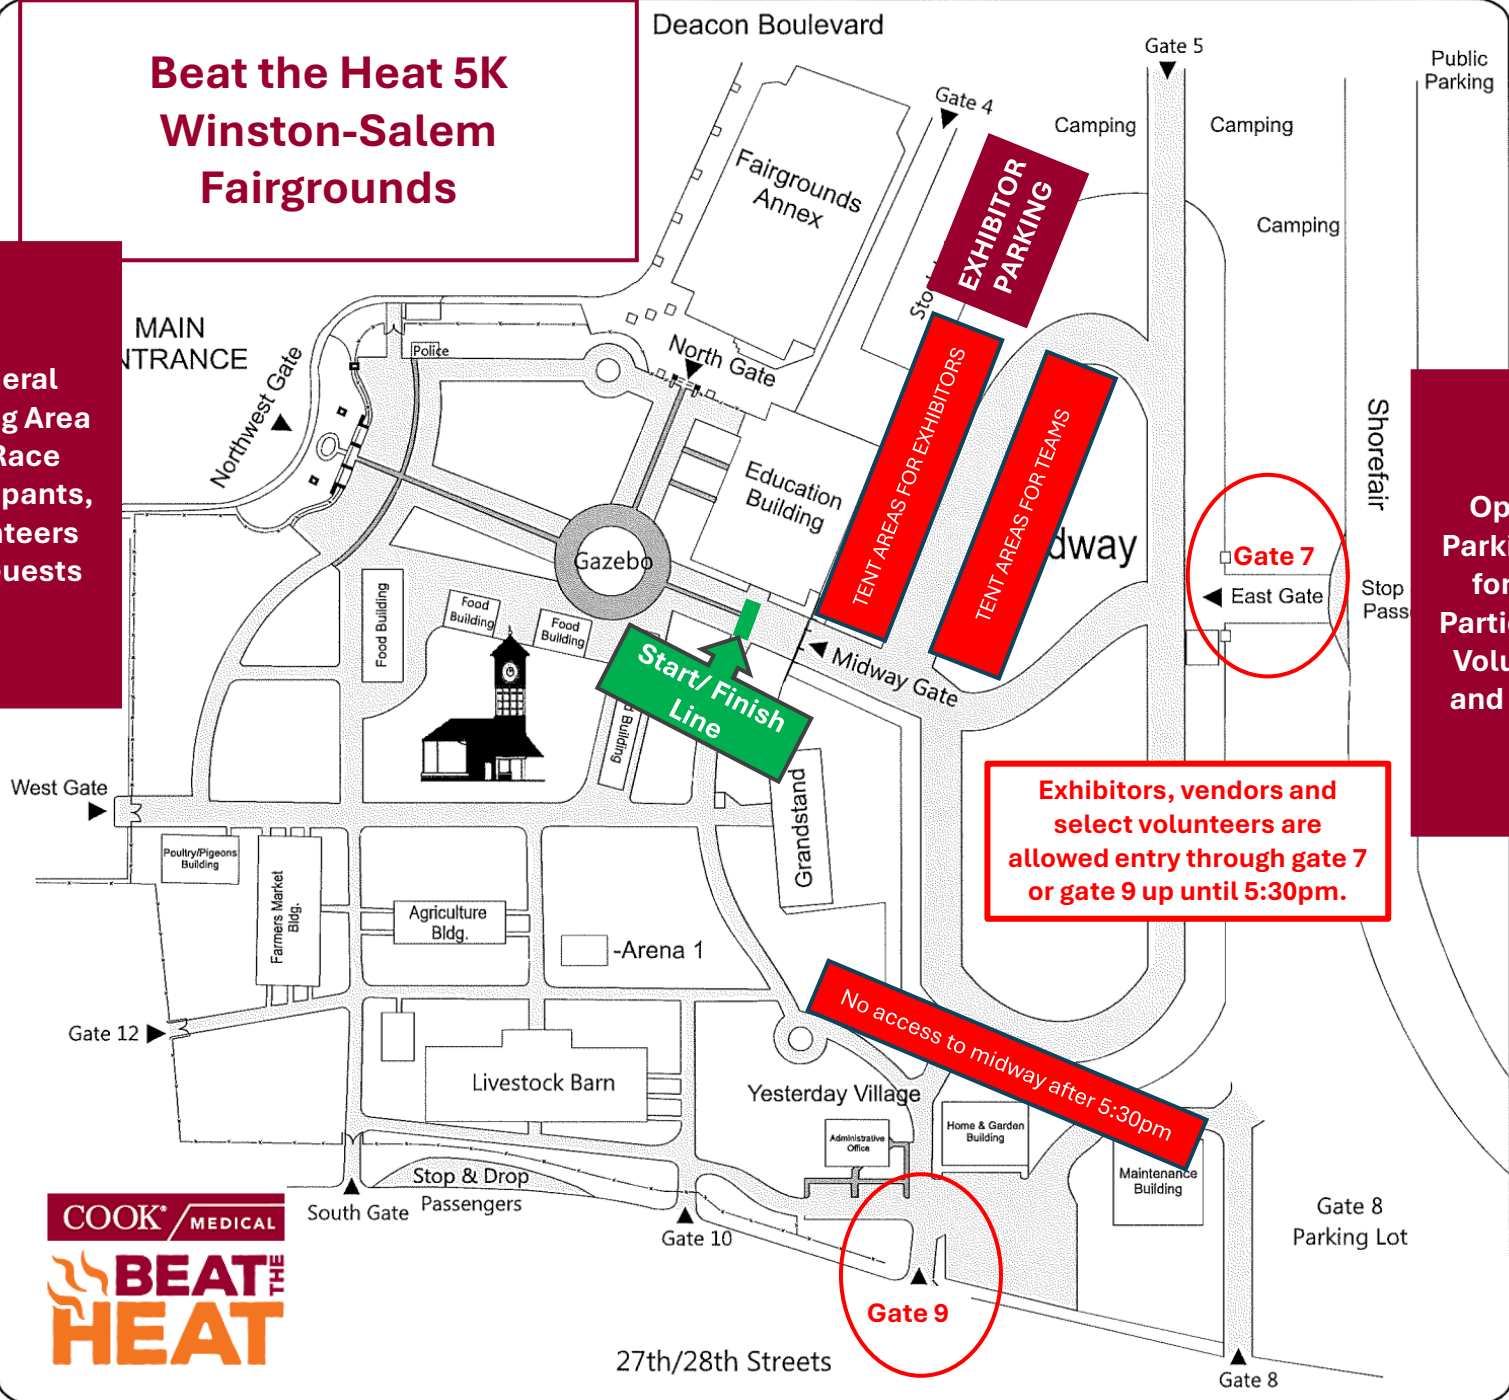 Deacon Boulevard
Beat the Heat 5K
Winston-Salem
Fairgrounds
Gate 5
Public
Parking
Gate 4
Camping
Camping
Camping
Fairgrounds
Annex
EXHIBITOR
PARKING
MAIN
NTRANCE
Northwest Gate
Police
North Gate
eral
g Area
Race
ipants,
nteers
uests
Education
Building
TENT AREAS FOR EXHIBITORS
TENT AREAS FOR TEAMS
dway
Shorefair
Gate 7
East Gate
Stop
Pass
Op
Parki
for
Partic
Volu
and
Gazebo
Food Building
Food
Building
Food
Building
Start/ Finish
Line
Building
Midway Gate
West Gate
Grandstand
Exhibitors, vendors and
select volunteers are
allowed entry through gate 7
or gate 9 up until 5:30pm.
Poultry/Pigeons
Building
Farmers Market
Bldg.
Agriculture
Bldg.
-Arena 1
Gate 12
No access to midway after 5:30pm
Livestock Barn
Yesterday Village
Administrative
Office
Home & Garden
Building
Maintenance
Building
Stop & Drop
Passengers
South Gate
Gate 10
Gate 8
Parking Lot
COOK®
MEDICAL
BEAT THE
HEAT
Gate 9
27th/28th Streets
Gate 8